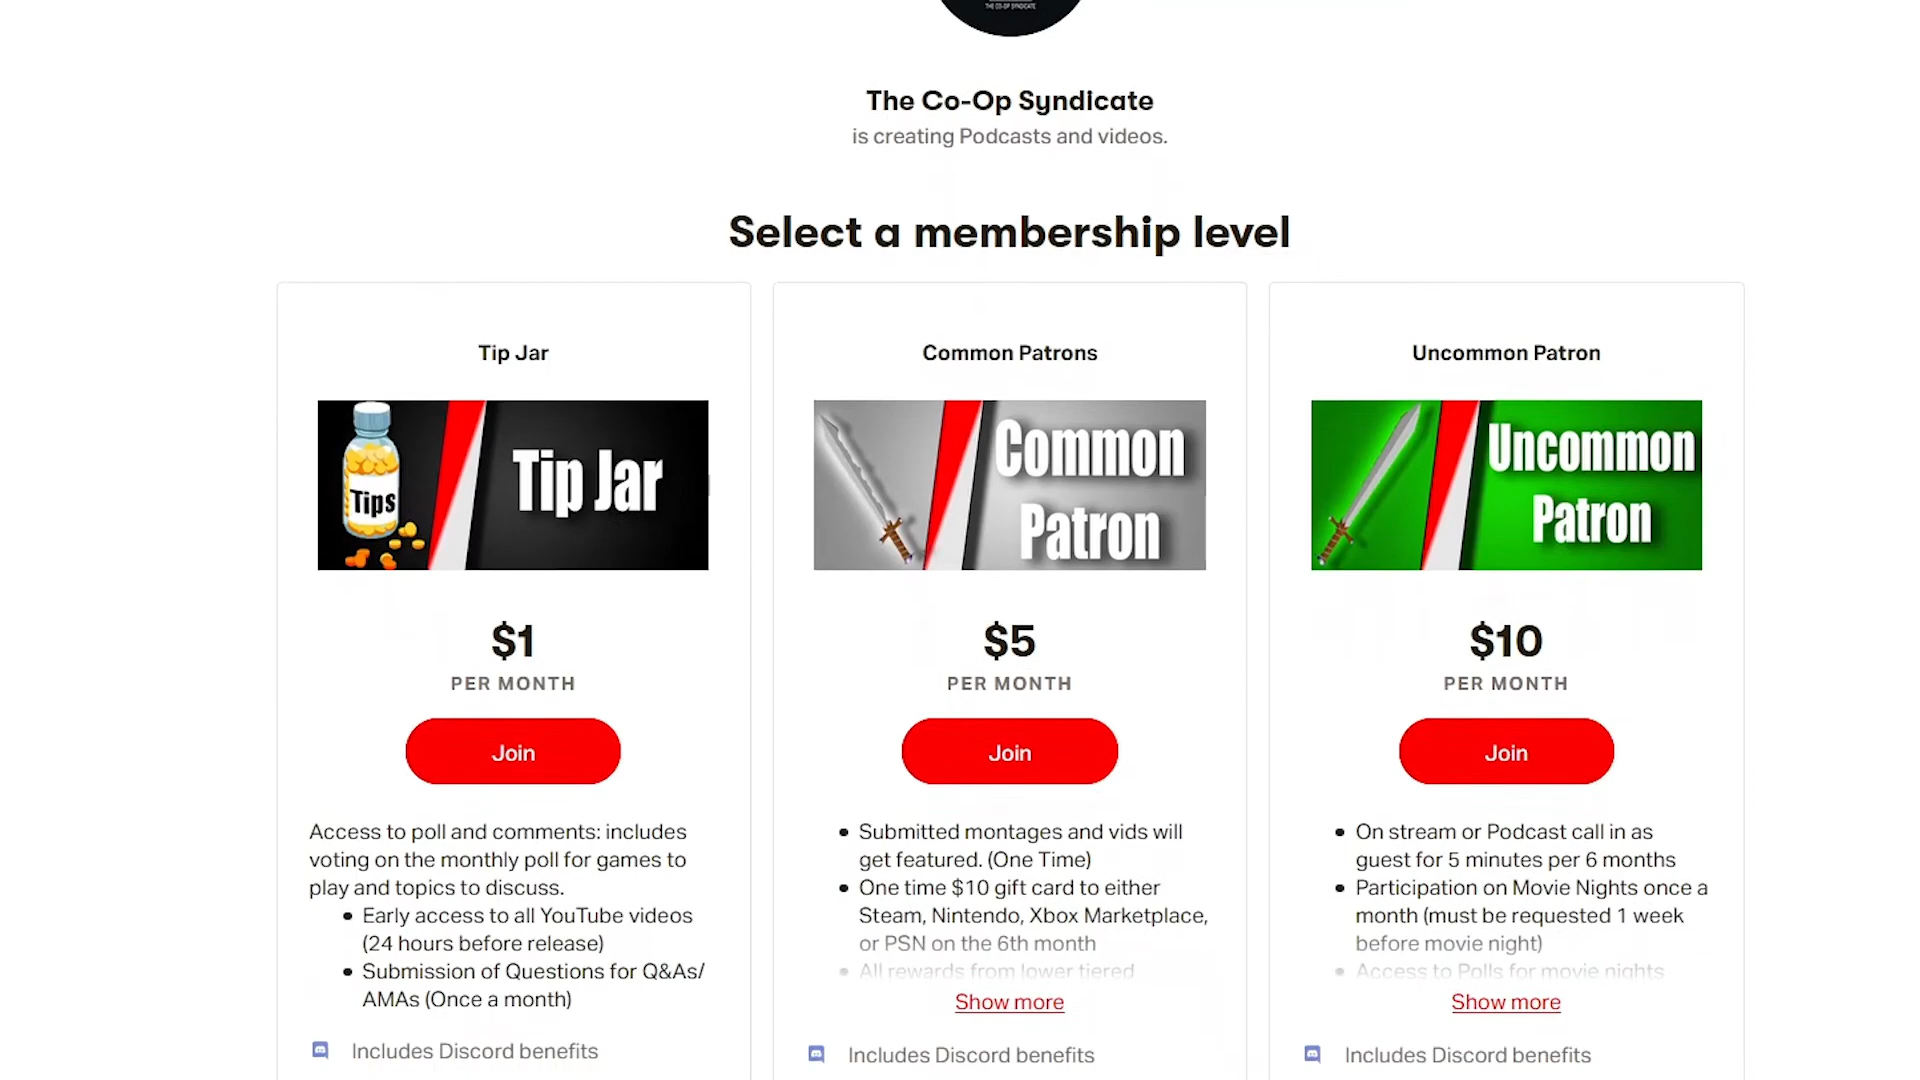 THE CO-OP SYNDICATE
The Co-Op Syndicate
is creating Podcasts and videos.
Select a membership level
Tip Jar
Tips
Tip Jar
$1
PER MONTH
Join
Access to poll and comments: includes
voting on the monthly poll for games to
play and topics to discuss.
• Early access to all YouTube videos
(24 hours before release)
• Submission of Questions for Q&As/
AMAs (Once a month)
Includes Discord benefits
Common Patrons
Common
Patron
$5
PER MONTH
Join
• Submitted montages and vids will
get featured. (One Time)
• One time $10 gift card to either
Steam, Nintendo, Xbox Marketplace,
or PSN on the 6th month
• All rewards from lower tiered
Show more
Includes Discord benefits
Uncommon Patron
Uncommon
Patron
$10
PER MONTH
Join
• On stream or Podcast call in as
guest for 5 minutes per 6 months
• Participation on Movie Nights once a
month (must be requested 1 week
before movie night)
• Access to Polls for movie nights
Show more
Includes Discord benefits